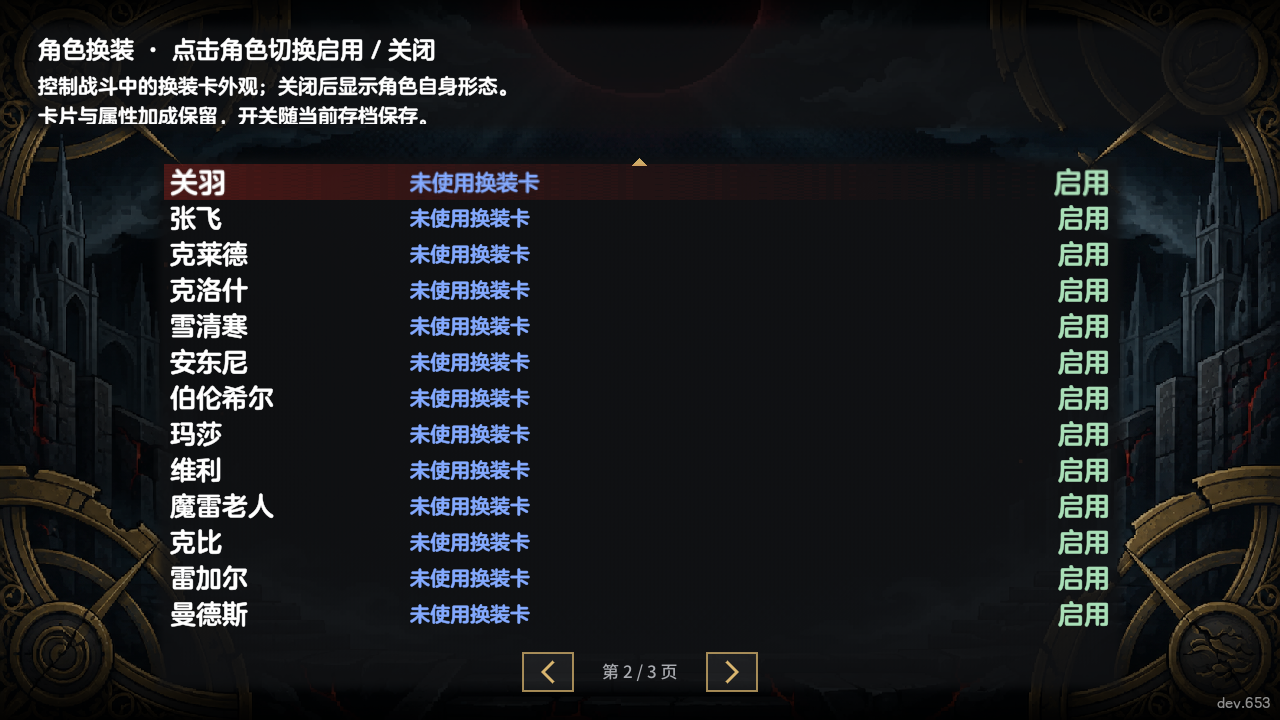 角色换装 · 点击角色切换启用 / 关闭
控制战斗中的换装卡外观；关闭后显示角色自身形态。
卡片与属性加成保留，开关随当前存档保存。
关羽 未使用换装卡 启用
张飞 未使用换装卡 启用
克莱德 未使用换装卡 启用
克洛什 未使用换装卡 启用
雪清寒 未使用换装卡 启用
安东尼 未使用换装卡 启用
伯伦希尔 未使用换装卡 启用
玛莎 未使用换装卡 启用
维利 未使用换装卡 启用
魔雷老人 未使用换装卡 启用
克比 未使用换装卡 启用
雷加尔 未使用换装卡 启用
曼德斯 未使用换装卡 启用
第 2 / 3 页
dev.653